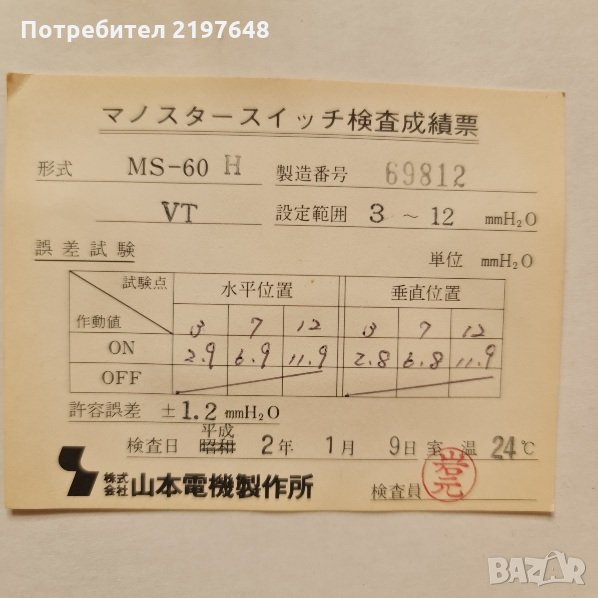 Потребител 2197648
マノスタースイッチ検査成績票
形式 MS-60 H 製造番号 69812
VT 設定範囲 3 ～ 12 mmH₂O
誤差試験 単位 mmH₂O
試験点 水平位置 垂直位置
作動値 3 7 12 3 7 12
ON 2.9 6.9 11.9 2.8 6.8 11.9
OFF
許容誤差 ±1.2 mmH₂O
平成
検査日 昭和 2年 1月 9日 室温 24℃
株式会社 山本電機製作所 検査員 岩元
BAZAR